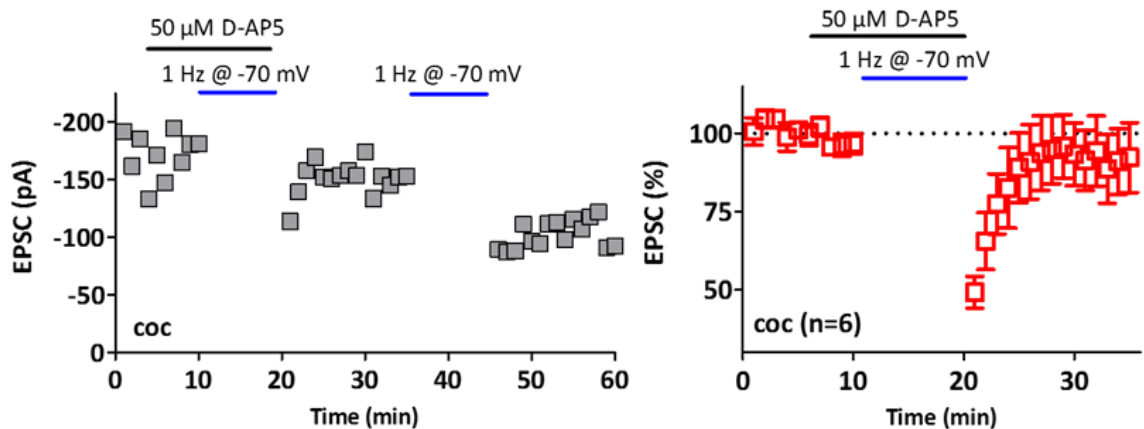 50 µM D-AP5
1 Hz @ -70 mV
1 Hz @ -70 mV
-200
-150
-100
-50
0
EPSC (pA)
coc
0
10
20
30
40
50
60
Time (min)
50 µM D-AP5
1 Hz @ -70 mV
100
75
50
EPSC (%)
coc (n=6)
0
10
20
30
Time (min)